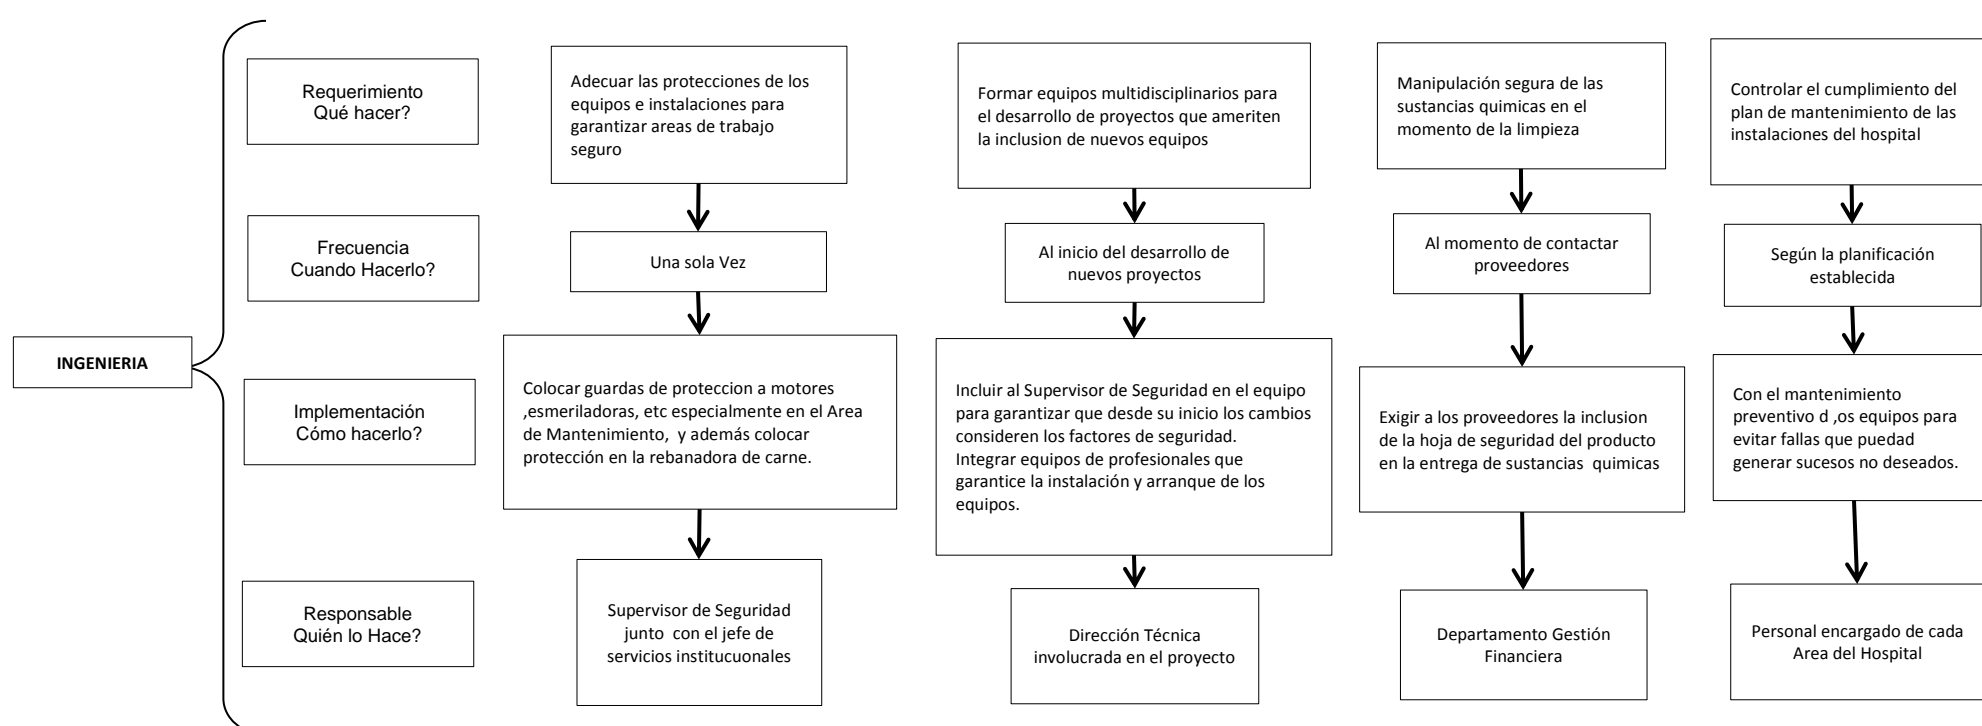 INGENIERIA
Requerimiento
Qué hacer?
Adecuar las protecciones de los
equipos e instalaciones para
garantizar areas de trabajo
seguro
Formar equipos multidisciplinarios para
el desarrollo de proyectos que ameriten
la inclusion de nuevos equipos
Manipulación segura de las
sustancias quimicas en el
momento de la limpieza
Controlar el cumplimiento del
plan de mantenimiento de las
instalaciones del hospital
Frecuencia
Cuando Hacerlo?
Una sola Vez
Al inicio del desarrollo de
nuevos proyectos
Al momento de contactar
proveedores
Según la planificación
establecida
Implementación
Cómo hacerlo?
Colocar guardas de proteccion a motores
,esmeriladoras, etc especialmente en el Area
de Mantenimiento, y además colocar
protección en la rebanadora de carne.
Incluir al Supervisor de Seguridad en el equipo
para garantizar que desde su inicio los cambios
consideren los factores de seguridad.
Integrar equipos de profesionales que
garantice la instalación y arranque de los
equipos.
Exigir a los proveedores la inclusion
de la hoja de seguridad del producto
en la entrega de sustancias quimicas
Con el mantenimiento
preventivo d ,os equipos para
evitar fallas que puedad
generar sucesos no deseados.
Responsable
Quién lo Hace?
Supervisor de Seguridad
junto con el jefe de
servicios institucuonales
Dirección Técnica
involucrada en el proyecto
Departamento Gestión
Financiera
Personal encargado de cada
Area del Hospital